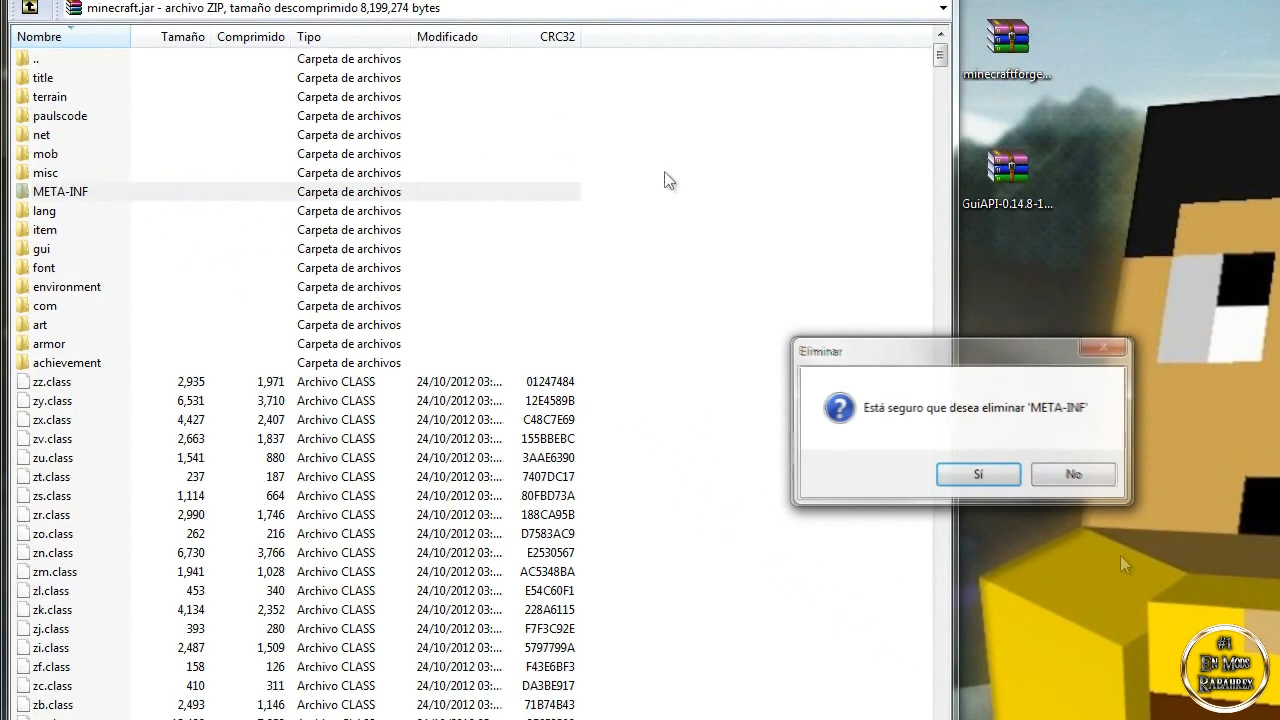 minecraft.jar - archivo ZIP, tamaño descomprimido 8,199,274 bytes
Nombre Tamaño Comprimido Tipo Modificado CRC32
.. Carpeta de archivos
title Carpeta de archivos
terrain Carpeta de archivos
paulscode Carpeta de archivos
net Carpeta de archivos
mob Carpeta de archivos
misc Carpeta de archivos
META-INF Carpeta de archivos
lang Carpeta de archivos
item Carpeta de archivos
gui Carpeta de archivos
font Carpeta de archivos
environment Carpeta de archivos
com Carpeta de archivos
art Carpeta de archivos
armor Carpeta de archivos
achievement Carpeta de archivos
zz.class 2,935 1,971 Archivo CLASS 24/10/2012 03:... 01247484
zy.class 6,531 3,710 Archivo CLASS 24/10/2012 03:... 12E4589B
zx.class 4,427 2,407 Archivo CLASS 24/10/2012 03:... C48C7E69
zv.class 2,663 1,837 Archivo CLASS 24/10/2012 03:... 155BBEBC
zu.class 1,541 880 Archivo CLASS 24/10/2012 03:... 3AAE6390
zt.class 237 187 Archivo CLASS 24/10/2012 03:... 7407DC17
zs.class 1,114 664 Archivo CLASS 24/10/2012 03:... 80FBD73A
zr.class 2,990 1,746 Archivo CLASS 24/10/2012 03:... 188CA95B
zo.class 262 216 Archivo CLASS 24/10/2012 03:... D7583AC9
zn.class 6,730 3,766 Archivo CLASS 24/10/2012 03:... E2530567
zm.class 1,941 1,028 Archivo CLASS 24/10/2012 03:... AC5348BA
zl.class 453 340 Archivo CLASS 24/10/2012 03:... E54C60F1
zk.class 4,134 2,352 Archivo CLASS 24/10/2012 03:... 228A6115
zj.class 393 280 Archivo CLASS 24/10/2012 03:... F7F3C92E
zi.class 2,487 1,509 Archivo CLASS 24/10/2012 03:... 5797799A
zf.class 158 126 Archivo CLASS 24/10/2012 03:... F43E6BF3
zc.class 410 311 Archivo CLASS 24/10/2012 03:... DA3BE917
zb.class 2,493 1,146 Archivo CLASS 24/10/2012 03:... 71B74B43
minecraftforge...
GuiAPI-0.14.8-1...
Eliminar
Está seguro que desea eliminar 'META-INF'
Sí No
#1
En Mods
Rabahrex